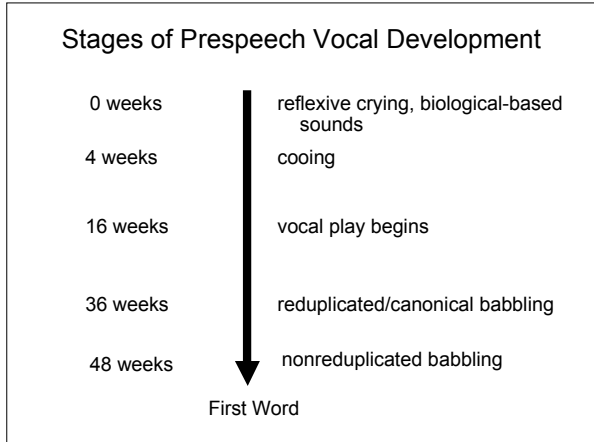 Stages of Prespeech Vocal Development
0 weeks reflexive crying, biological-based
sounds
4 weeks cooing
16 weeks vocal play begins
36 weeks reduplicated/canonical babbling
48 weeks nonreduplicated babbling
First Word